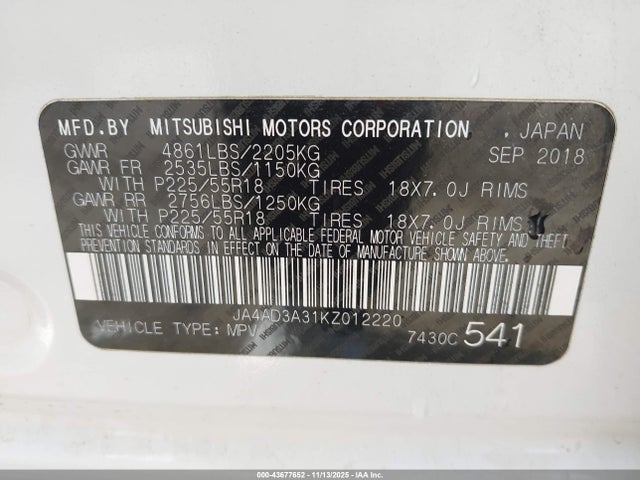 MFD.BY MITSUBISHI MOTORS CORPORATION . JAPAN
GVWR 4861LBS/2205KG SEP 2018
GAWR FR 2535LBS/1150KG
WITH P225/55R18 TIRES 18X7.0J RIMS
GAWR RR 2756LBS/1250KG
WITH P225/55R18 TIRES 18X7.0J RIMS
THIS VEHICLE CONFORMS TO ALL APPLICABLE FEDERAL MOTOR VEHICLE SAFETY AND THEFT
PREVENTION STANDARDS IN EFFECT ON THE DATE OF MANUFACTURE SHOWN ABOVE.
JA4AD3A31KZ012220
VEHICLE TYPE: MPV 7430C 541
000-43677652 - 11/13/2025 - IAA Inc.